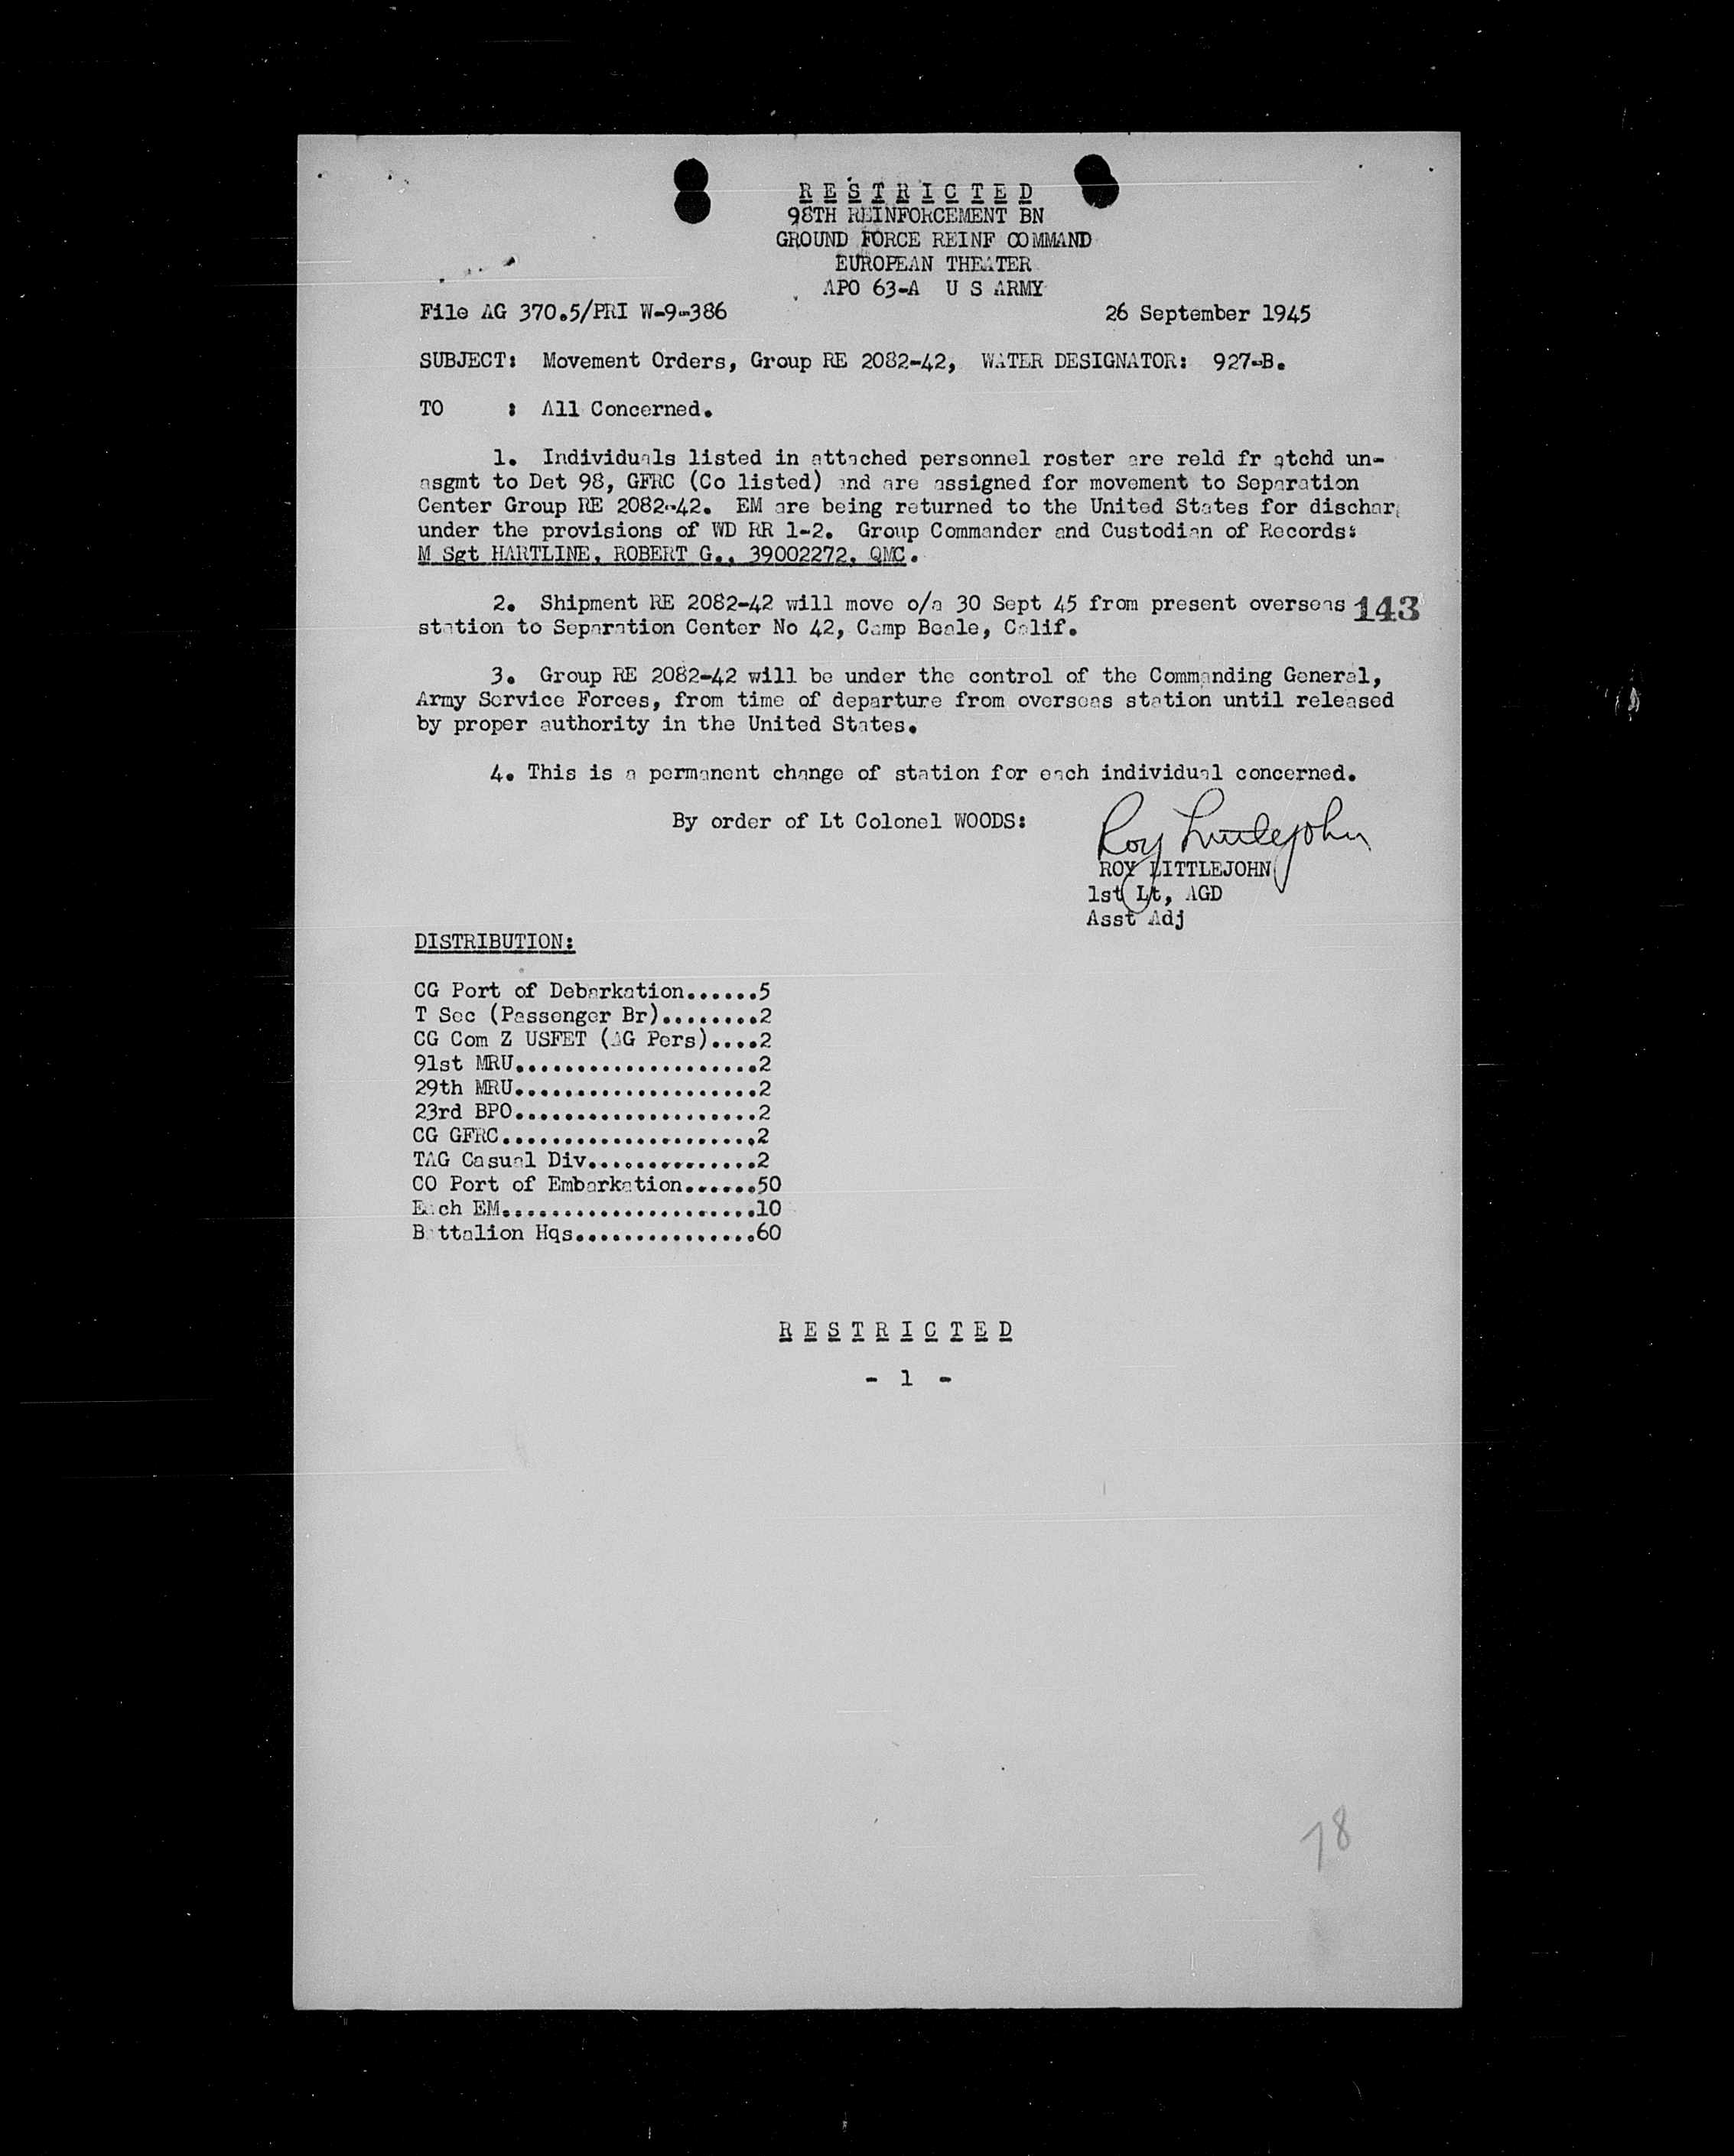 R E S T R I C T E D
98TH REINFORCEMENT BN
GROUND FORCE REINF COMMAND
EUROPEAN THEATER
APO 63-A U S ARMY
File AG 370.5/PRI W-9-386 26 September 1945
SUBJECT: Movement Orders, Group RE 2082-42, WATER DESIGNATOR: 927-B.
TO : All Concerned.
1. Individuals listed in attached personnel roster are reld fr atchd un-
asgmt to Det 98, GFRC (Co listed) and are assigned for movement to Separation
Center Group RE 2082-42. EM are being returned to the United States for dischar
under the provisions of WD RR 1-2. Group Commander and Custodian of Records:
M Sgt HARTLINE, ROBERT G., 39002272, QMC.
2. Shipment RE 2082-42 will move o/a 30 Sept 45 from present overseas 143
station to Separation Center No 42, Camp Beale, Calif.
3. Group RE 2082-42 will be under the control of the Commanding General,
Army Service Forces, from time of departure from overseas station until released
by proper authority in the United States.
4. This is a permanent change of station for each individual concerned.
By order of Lt Colonel WOODS:
Roy Littlejohn
ROY LITTLEJOHN
1st Lt, AGD
Asst Adj
DISTRIBUTION:
CG Port of Debarkation......5
T Sec (Passenger Br)........2
CG Com Z USFET (AG Pers)....2
91st MRU....................2
29th MRU....................2
23rd BPO....................2
CG GFRC.....................2
TAG Casual Div..............2
CO Port of Embarkation......50
Each EM.....................10
Battalion Hqs...............60
R E S T R I C T E D
- 1 -
78